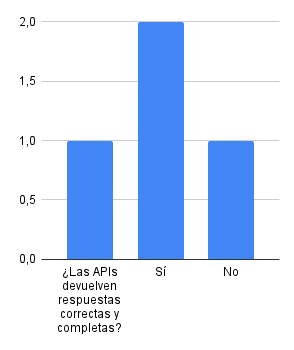 2,0
1,5
1,0
0,5
0,0
¿Las APIs
devuelven
respuestas
correctas y
completas?
Sí
No